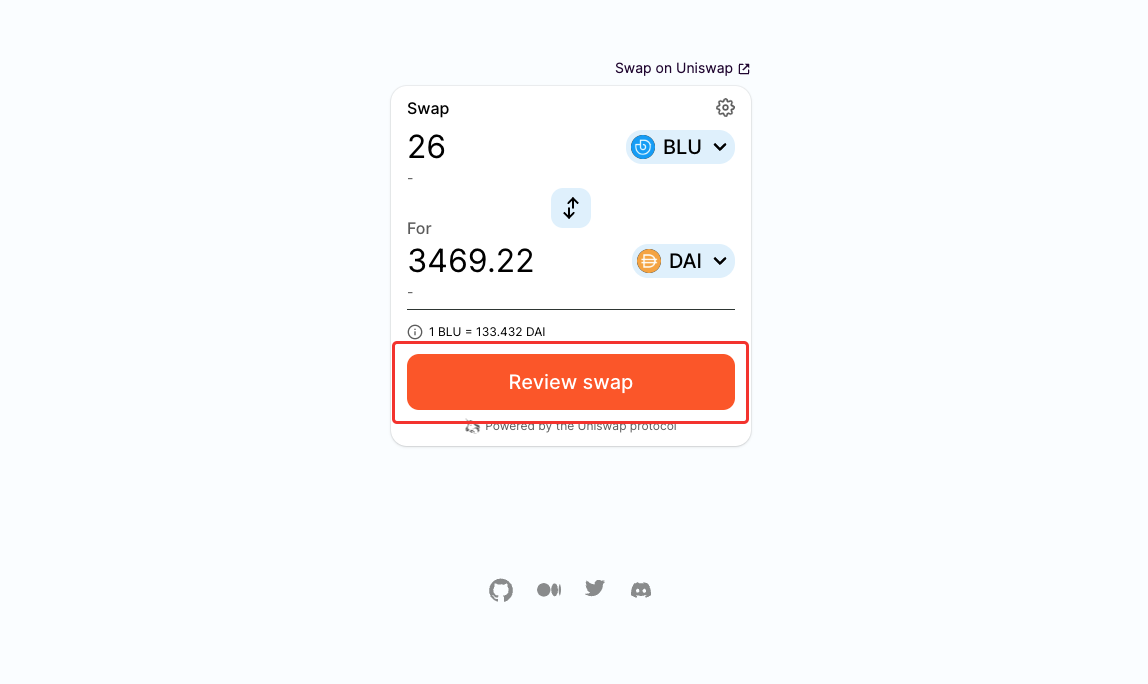 Swap on Uniswap
Swap
26
BLU
-
For
3469.22
DAI
-
1 BLU = 133.432 DAI
Review swap
Powered by the Uniswap protocol